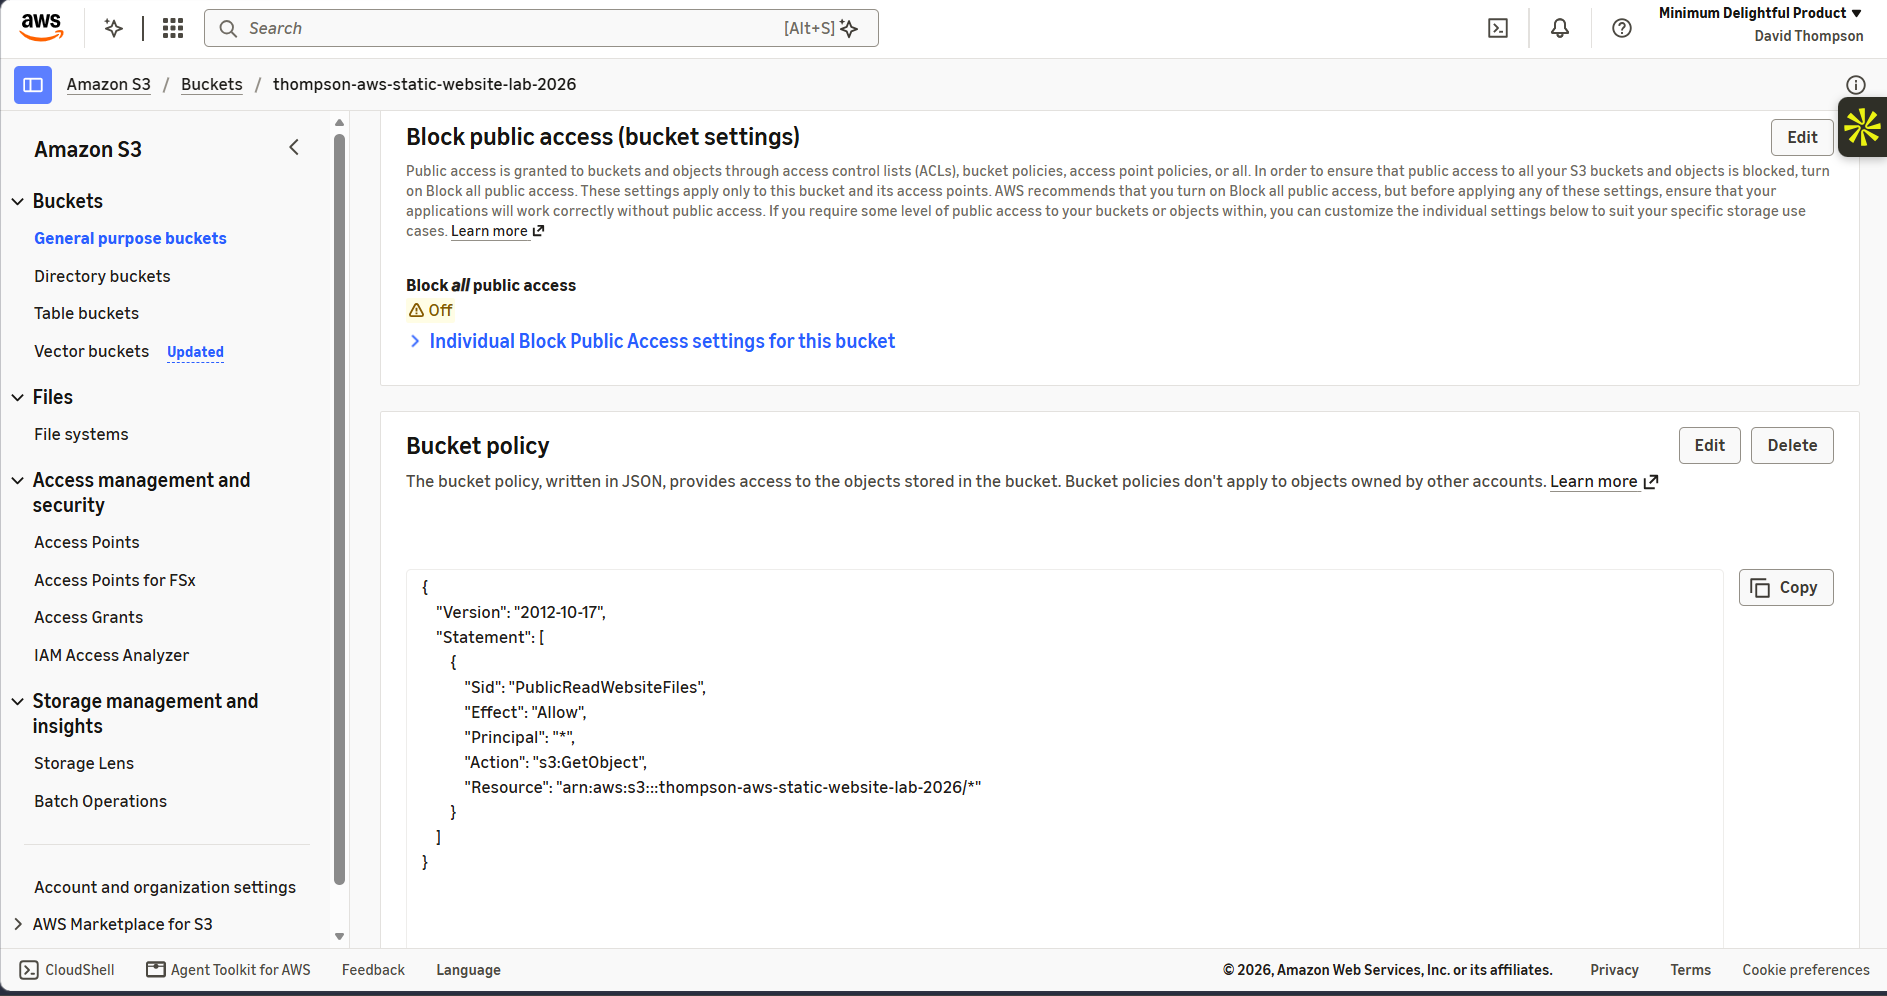 aws
Search
[Alt+S]
Minimum Delightful Product
David Thompson
Amazon S3 / Buckets / thompson-aws-static-website-lab-2026
Amazon S3
Buckets
General purpose buckets
Directory buckets
Table buckets
Vector buckets Updated
Files
File systems
Access management and
security
Access Points
Access Points for FSx
Access Grants
IAM Access Analyzer
Storage management and
insights
Storage Lens
Batch Operations
Account and organization settings
AWS Marketplace for S3
Block public access (bucket settings)
Edit
Public access is granted to buckets and objects through access control lists (ACLs), bucket policies, access point policies, or all. In order to ensure that public access to all your S3 buckets and objects is blocked, turn
on Block all public access. These settings apply only to this bucket and its access points. AWS recommends that you turn on Block all public access, but before applying any of these settings, ensure that your
applications will work correctly without public access. If you require some level of public access to your buckets or objects within, you can customize the individual settings below to suit your specific storage use
cases. Learn more
Block all public access
Off
Individual Block Public Access settings for this bucket
Bucket policy
Edit
Delete
The bucket policy, written in JSON, provides access to the objects stored in the bucket. Bucket policies don't apply to objects owned by other accounts. Learn more
Copy
{
"Version": "2012-10-17",
"Statement": [
{
"Sid": "PublicReadWebsiteFiles",
"Effect": "Allow",
"Principal": "*",
"Action": "s3:GetObject",
"Resource": "arn:aws:s3:::thompson-aws-static-website-lab-2026/*"
}
]
}
CloudShell
Agent Toolkit for AWS
Feedback
Language
© 2026, Amazon Web Services, Inc. or its affiliates.
Privacy
Terms
Cookie preferences